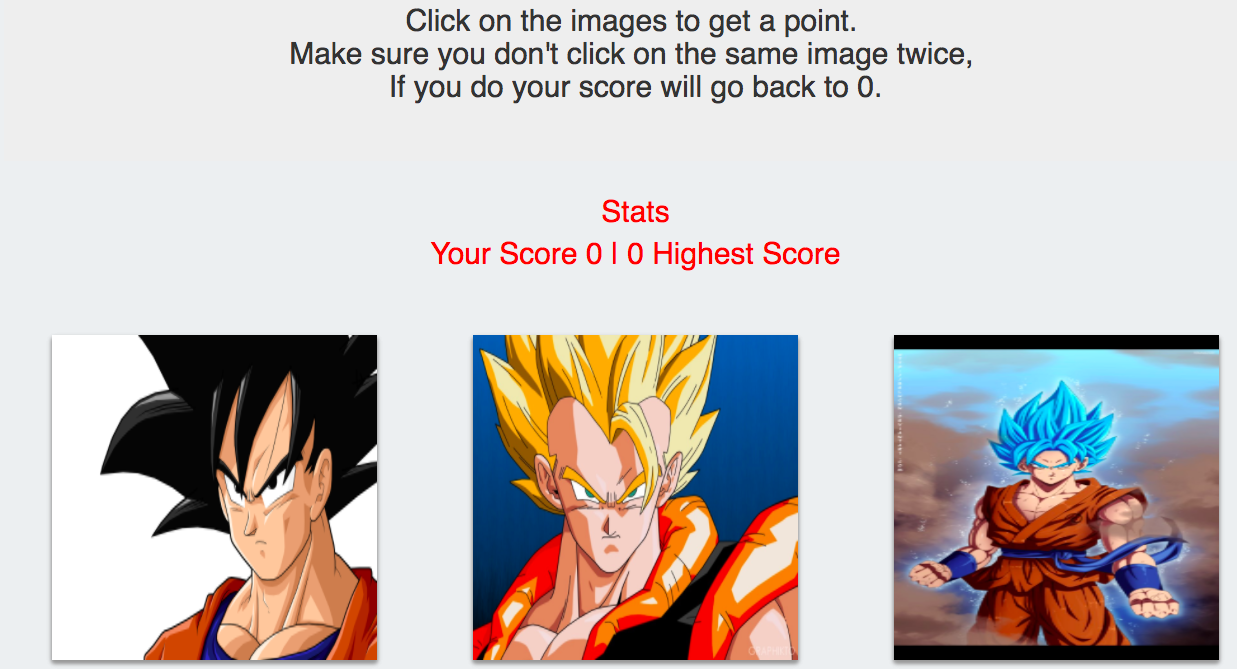 Click on the images to get a point.
Make sure you don't click on the same image twice,
If you do your score will go back to 0.
Stats
Your Score 0 | 0 Highest Score